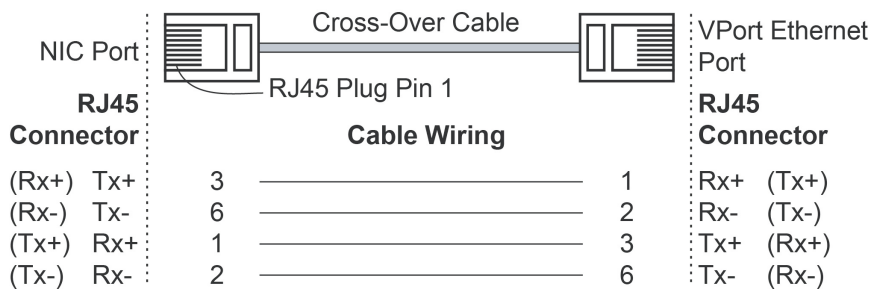 Cross-Over Cable
NIC Port
VPort Ethernet
Port
RJ45 Plug Pin 1
RJ45
Connector
Cable Wiring
RJ45
Connector
(Rx+) Tx+ 3 1 Rx+ (Tx+)
(Rx-) Tx- 6 2 Rx- (Tx-)
(Tx+) Rx+ 1 3 Tx+ (Rx+)
(Tx-) Rx- 2 6 Tx- (Rx-)